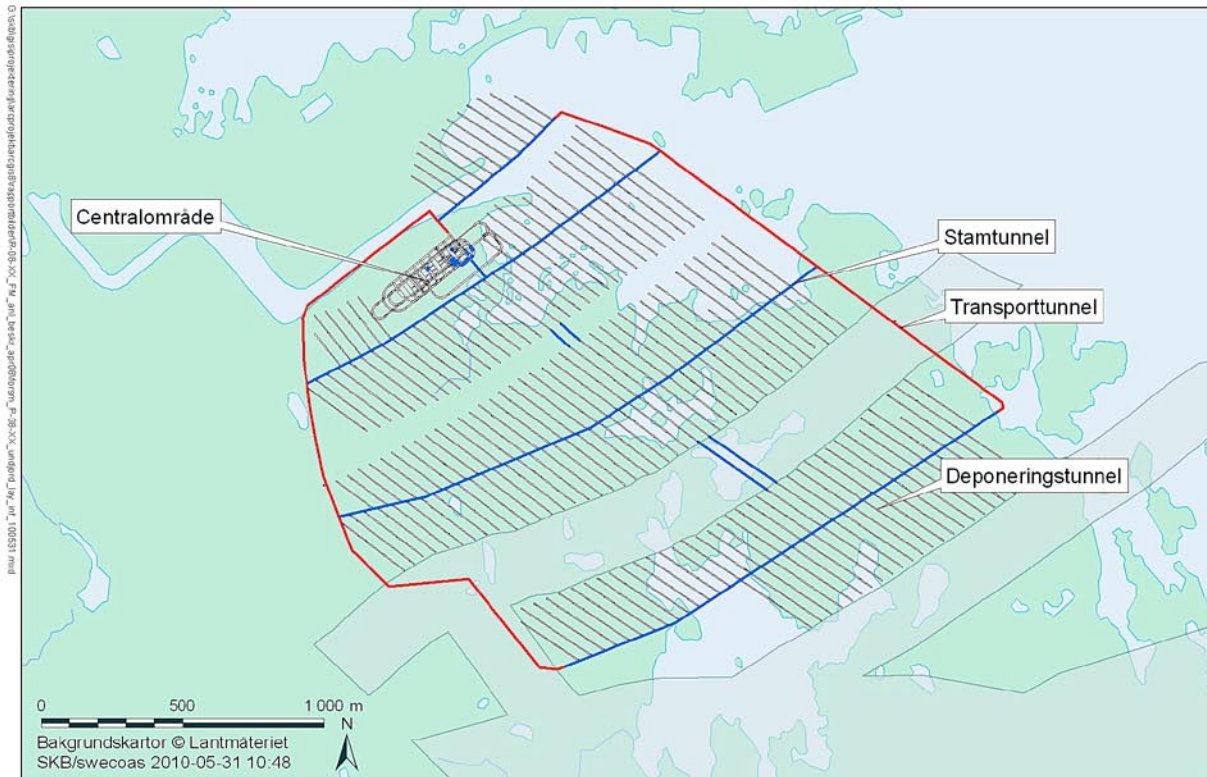 Centralområde
Stamtunnel
Transporttunnel
Deponeringstunnel
0 500 1 000 m
N
Bakgrundskartor © Lantmäteriet
SKB/swecoas 2010-05-31 10:48